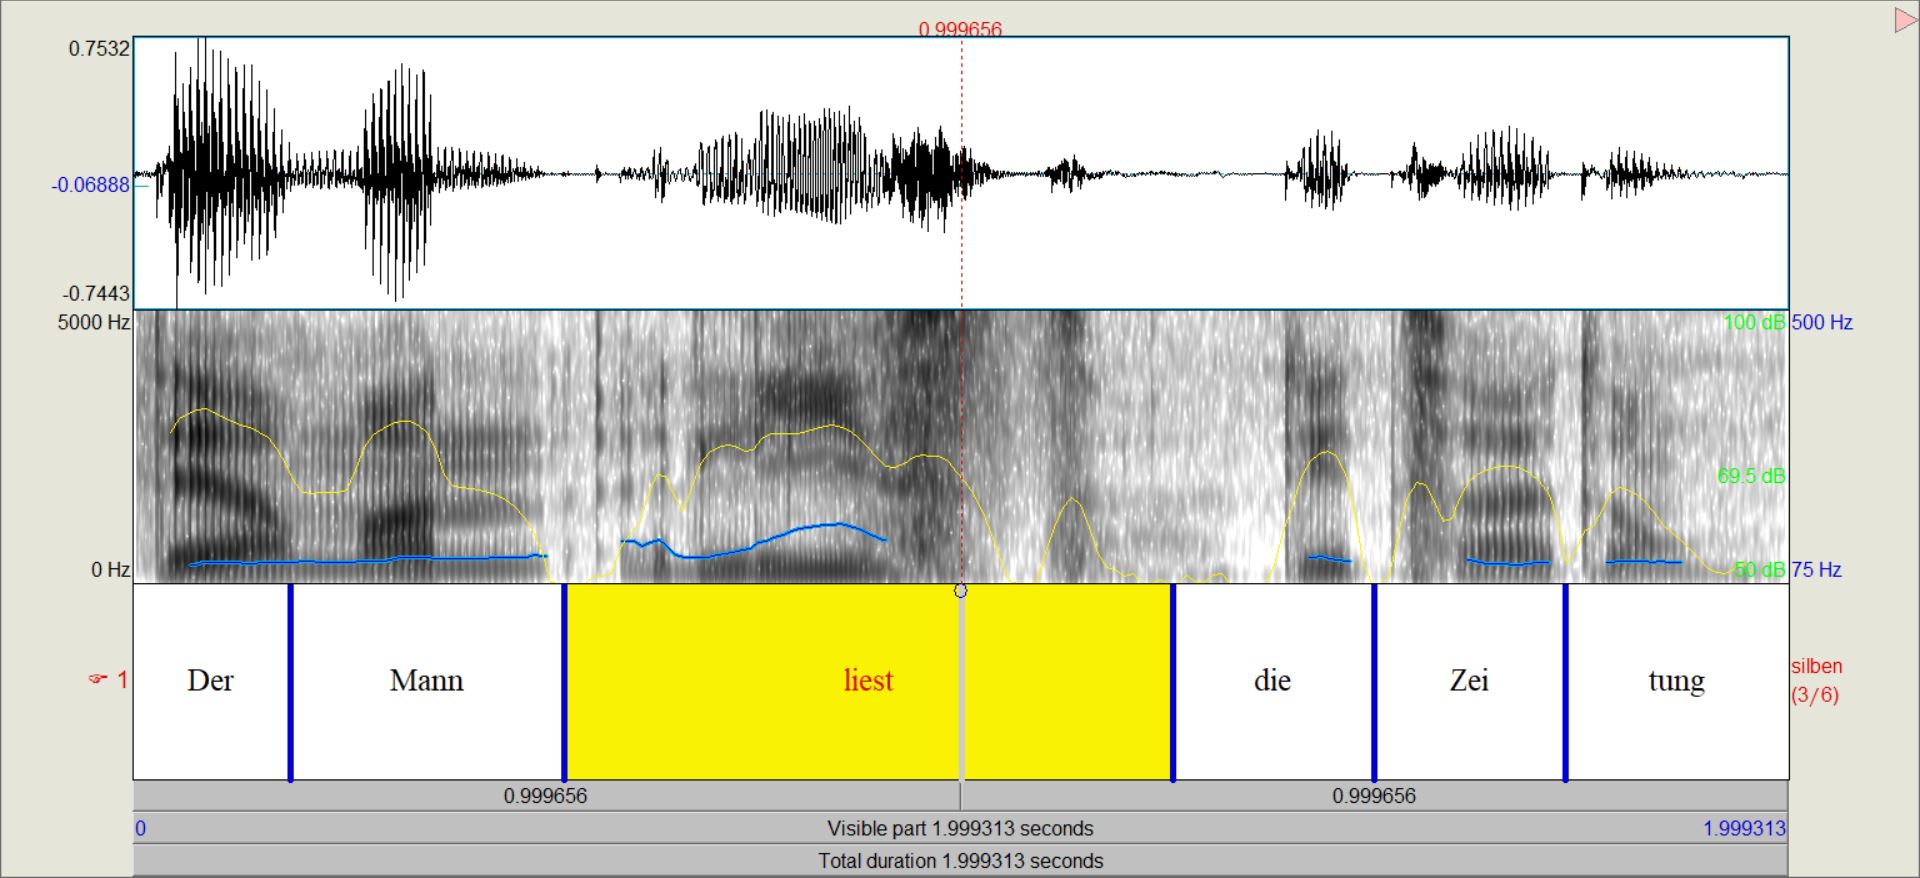 0.999656
0.7532
-0.06888
-0.7443
5000 Hz
100 dB 500 Hz
69.5 dB
0 Hz
50 dB 75 Hz
☞ 1
Der Mann liest die Zei tung
silben
(3/6)
0.999656 0.999656
0 Visible part 1.999313 seconds 1.999313
Total duration 1.999313 seconds